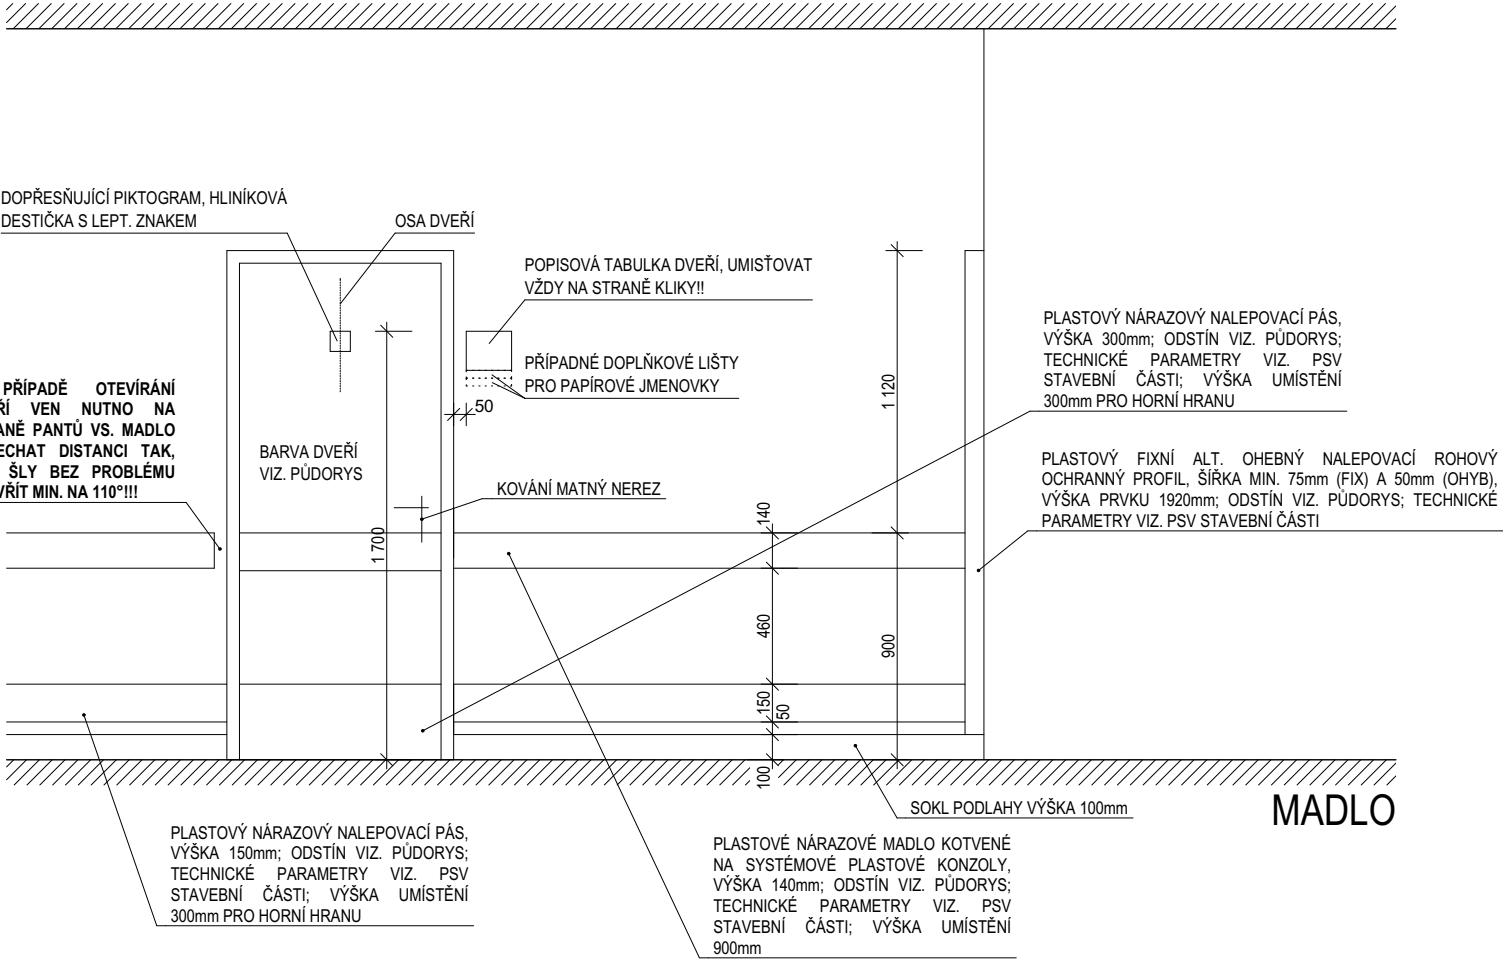 DOPŘESŇUJÍCÍ PIKTOGRAM, HLINÍKOVÁ
DESTIČKA S LEPT. ZNAKEM
OSA DVEŘÍ
POPISOVÁ TABULKA DVEŘÍ, UMISŤOVAT
VŽDY NA STRANĚ KLIKY!!
PŘÍPADNÉ DOPLŇKOVÉ LIŠTY
PRO PAPÍROVÉ JMENOVKY
50
PLASTOVÝ NÁRAZOVÝ NALEPOVACÍ PÁS,
VÝŠKA 300mm; ODSTÍN VIZ. PŮDORYS;
TECHNICKÉ PARAMETRY VIZ. PSV
STAVEBNÍ ČÁSTI; VÝŠKA UMÍSTĚNÍ
300mm PRO HORNÍ HRANU
PŘÍPADĚ OTEVÍRÁNÍ
ŘÍ VEN NUTNO NA
ANĚ PANTŮ VS. MADLO
ECHAT DISTANCI TAK,
ŠLY BEZ PROBLÉMU
VŘÍT MIN. NA 110°!!!
BARVA DVEŘÍ
VIZ. PŮDORYS
1 700
KOVÁNÍ MATNÝ NEREZ
1 120
PLASTOVÝ FIXNÍ ALT. OHEBNÝ NALEPOVACÍ ROHOVÝ
OCHRANNÝ PROFIL, ŠÍŘKA MIN. 75mm (FIX) A 50mm (OHYB),
VÝŠKA PRVKU 1920mm; ODSTÍN VIZ. PŮDORYS; TECHNICKÉ
PARAMETRY VIZ. PSV STAVEBNÍ ČÁSTI
140
460
900
150
50
100
SOKL PODLAHY VÝŠKA 100mm
MADLO
PLASTOVÝ NÁRAZOVÝ NALEPOVACÍ PÁS,
VÝŠKA 150mm; ODSTÍN VIZ. PŮDORYS;
TECHNICKÉ PARAMETRY VIZ. PSV
STAVEBNÍ ČÁSTI; VÝŠKA UMÍSTĚNÍ
300mm PRO HORNÍ HRANU
PLASTOVÉ NÁRAZOVÉ MADLO KOTVENÉ
NA SYSTÉMOVÉ PLASTOVÉ KONZOLY,
VÝŠKA 140mm; ODSTÍN VIZ. PŮDORYS;
TECHNICKÉ PARAMETRY VIZ. PSV
STAVEBNÍ ČÁSTI; VÝŠKA UMÍSTĚNÍ
900mm